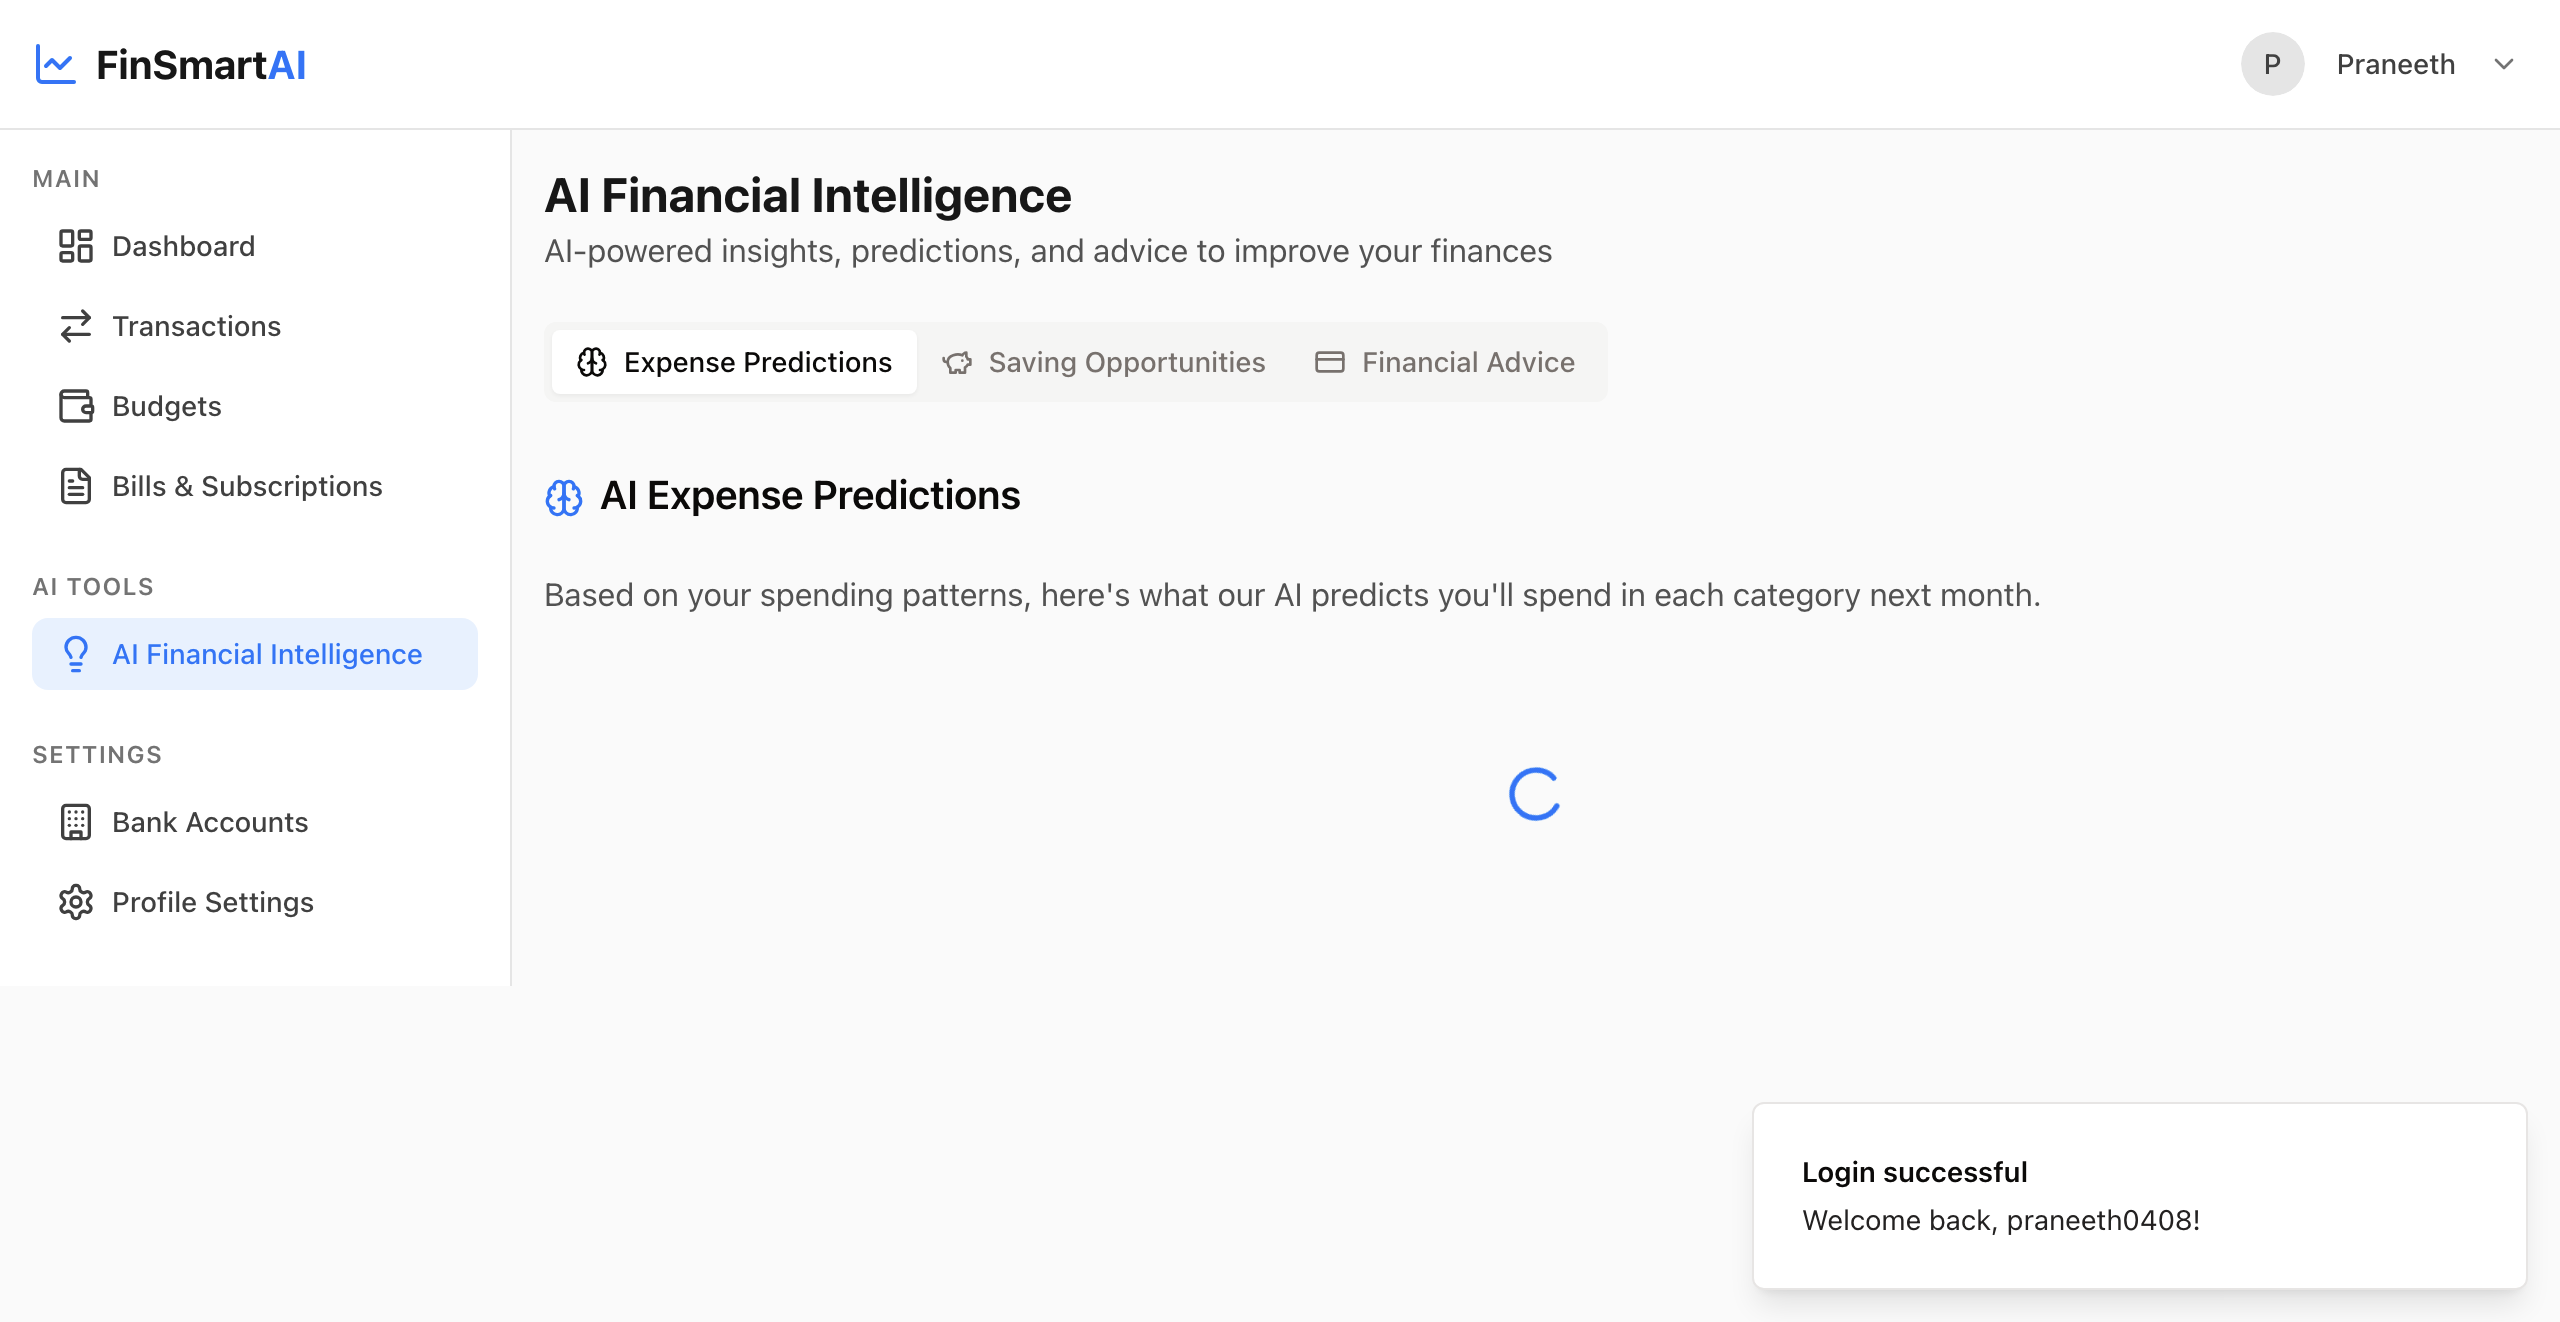 FinSmartAI
P
Praneeth
MAIN
Dashboard
Transactions
Budgets
Bills & Subscriptions
AI TOOLS
AI Financial Intelligence
SETTINGS
Bank Accounts
Profile Settings
AI Financial Intelligence
AI-powered insights, predictions, and advice to improve your finances
Expense Predictions
Saving Opportunities
Financial Advice
AI Expense Predictions
Based on your spending patterns, here's what our AI predicts you'll spend in each category next month.
Login successful
Welcome back, praneeth0408!